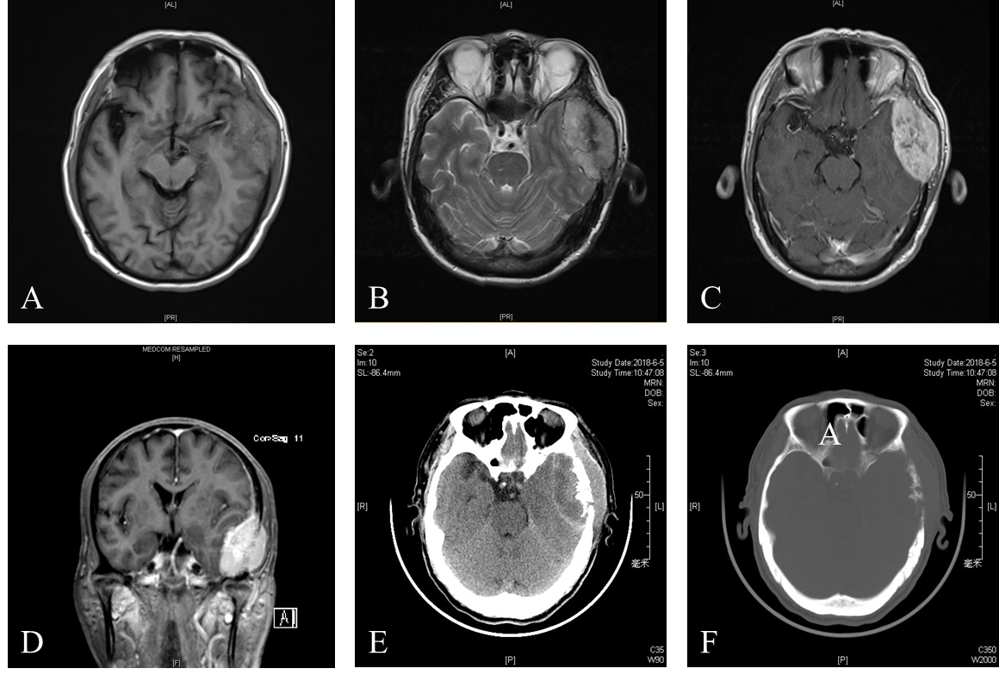 [AL]
A
[PR]
[AL]
B
[PR]
[AL]
C
[PR]
MEDCOM RESAMPLED
[H]
Cor>Sag 11
A
D
[F]
Se:2
Im:10
SL:-86.4mm
[A]
Study Date:2018-6-5
Study Time:10:47:08
MRN:
DOB:
Sex:
[R]
50
[L]
毫米
E
[P]
C35
W90
Se:3
Im:10
SL:-86.4mm
[A]
Study Date:2018-6-5
Study Time:10:47:08
MRN:
DOB:
Sex:
A
[R]
50
[L]
毫米
F
[P]
C350
W2000